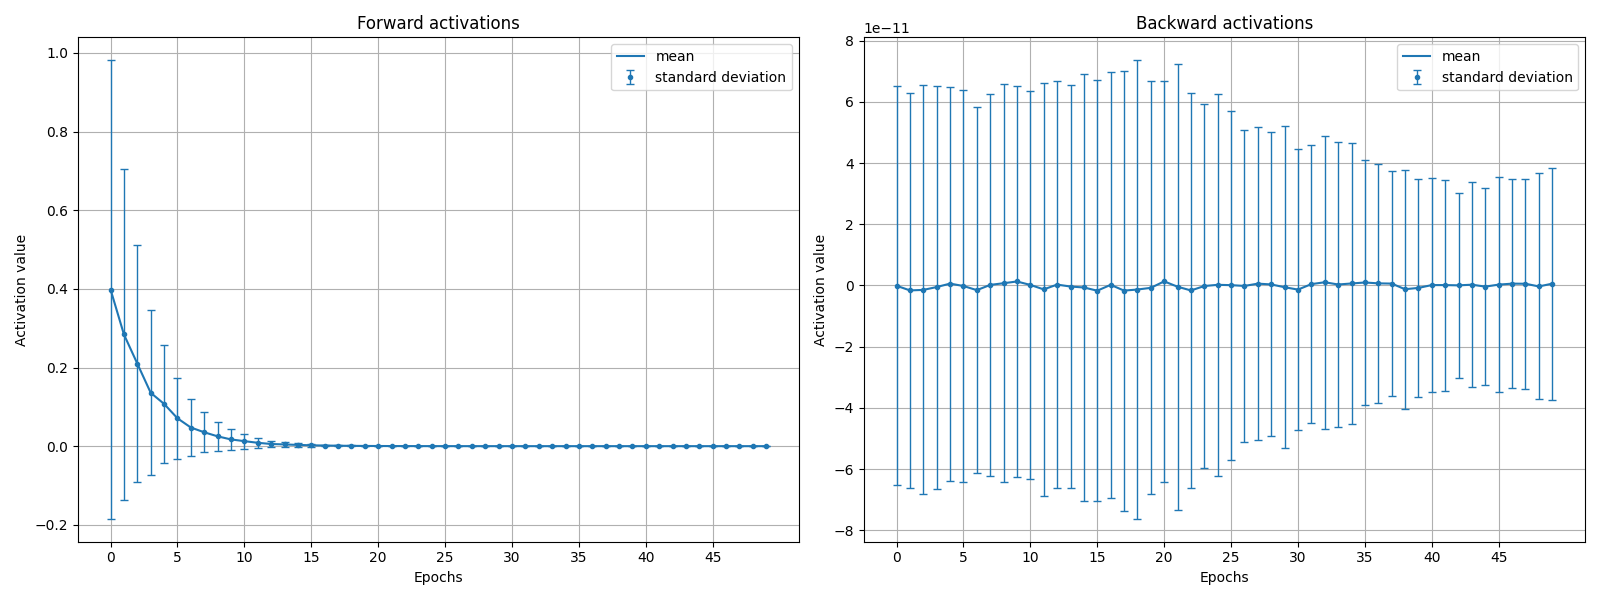 Forward activations
1.0
0.8
0.6
0.4
0.2
0.0
−0.2
Activation value
mean
standard deviation
0 5 10 15 20 25 30 35 40 45
Epochs
Backward activations
1e−11
8
6
4
2
0
−2
−4
−6
−8
Activation value
mean
standard deviation
0 5 10 15 20 25 30 35 40 45
Epochs